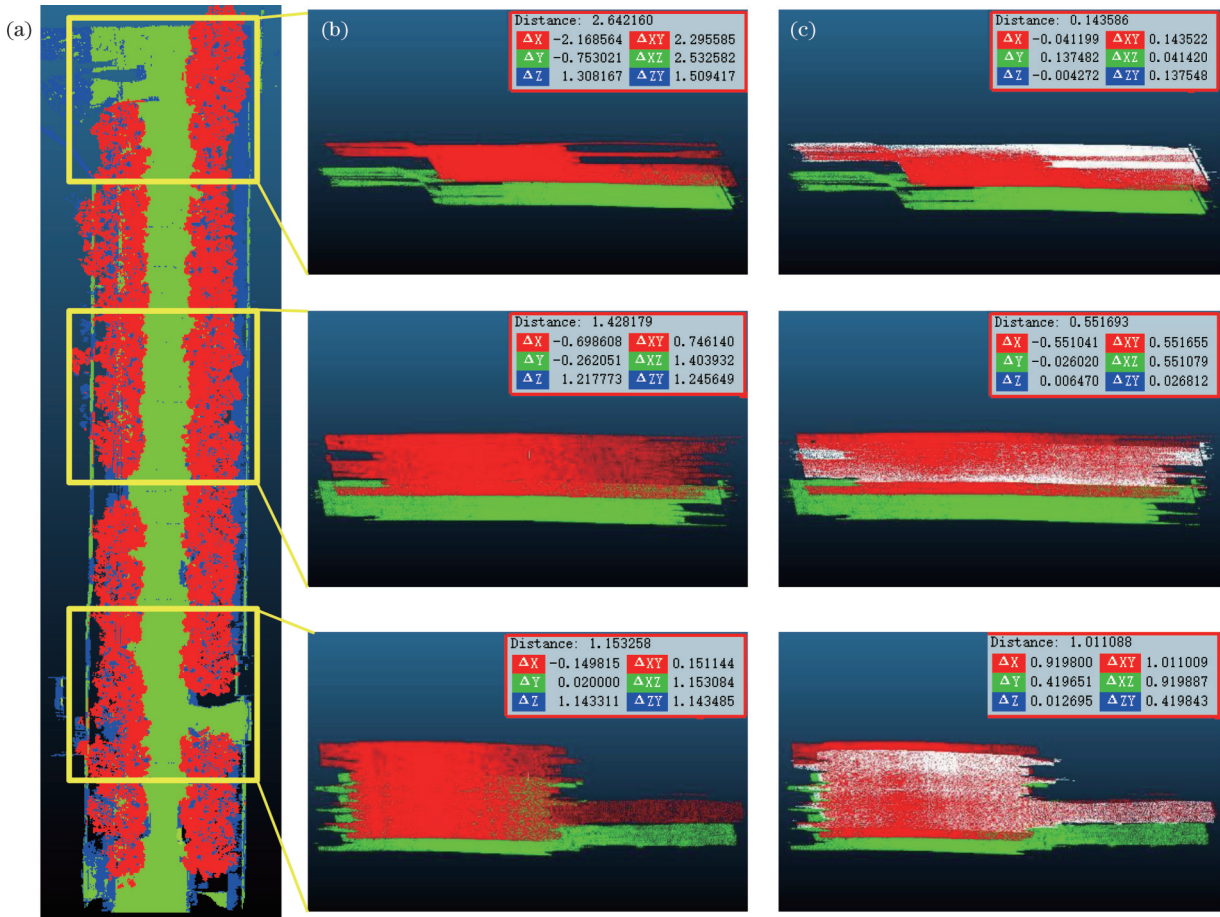 (a)
(b)
Distance: 2.642160
ΔX -2.168564 ΔXY 2.295585
ΔY -0.753021 ΔXZ 2.532582
ΔZ 1.308167 ΔZY 1.509417
(c)
Distance: 0.143586
ΔX -0.041199 ΔXY 0.143522
ΔY 0.137482 ΔXZ 0.041420
ΔZ -0.004272 ΔZY 0.137548
Distance: 1.428179
ΔX -0.698608 ΔXY 0.746140
ΔY -0.262051 ΔXZ 1.403932
ΔZ 1.217773 ΔZY 1.245649
Distance: 0.551693
ΔX -0.551041 ΔXY 0.551655
ΔY -0.026020 ΔXZ 0.551079
ΔZ 0.006470 ΔZY 0.026812
Distance: 1.153258
ΔX -0.149815 ΔXY 0.151144
ΔY 0.020000 ΔXZ 1.153084
ΔZ 1.143311 ΔZY 1.143485
Distance: 1.011088
ΔX 0.919800 ΔXY 1.011009
ΔY 0.419651 ΔXZ 0.919887
ΔZ 0.012695 ΔZY 0.419843